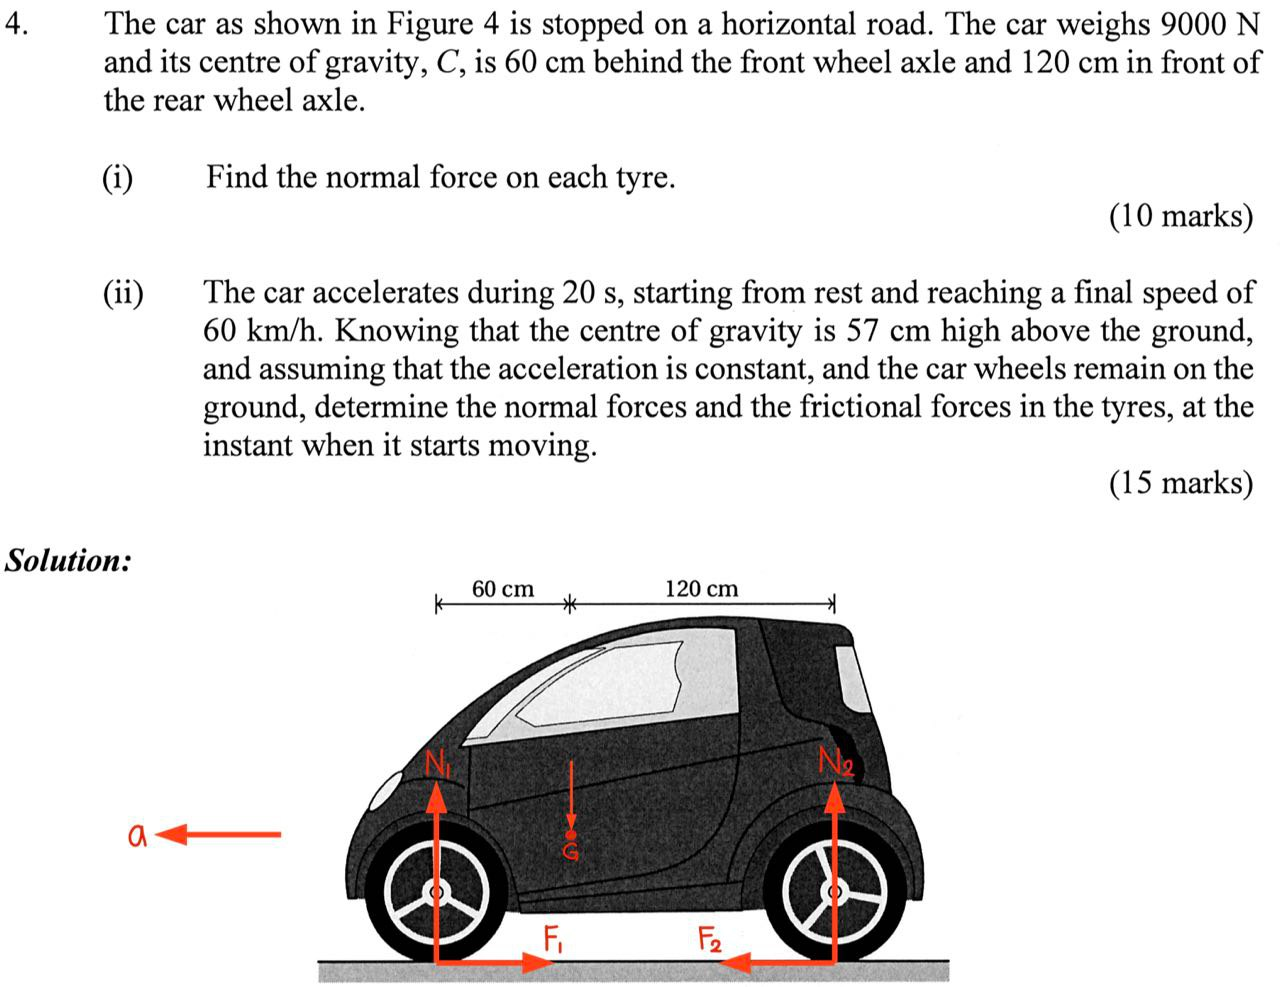 4. The car as shown in Figure 4 is stopped on a horizontal road. The car weighs 9000 N
and its centre of gravity, C, is 60 cm behind the front wheel axle and 120 cm in front of
the rear wheel axle.
(i) Find the normal force on each tyre.
(10 marks)
(ii) The car accelerates during 20 s, starting from rest and reaching a final speed of
60 km/h. Knowing that the centre of gravity is 57 cm high above the ground,
and assuming that the acceleration is constant, and the car wheels remain on the
ground, determine the normal forces and the frictional forces in the tyres, at the
instant when it starts moving.
(15 marks)
Solution:
60 cm 120 cm
N₁ N₂
a G
F₁ F₂